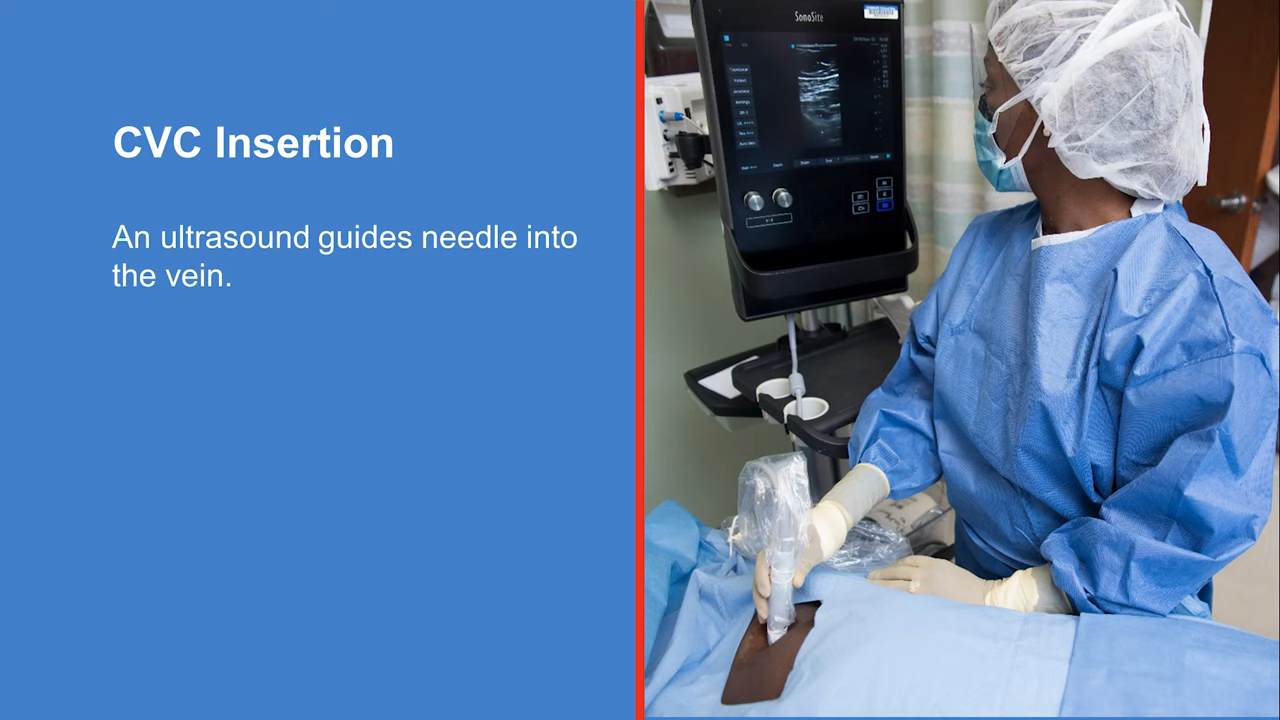 CVC Insertion
An ultrasound guides needle into
the vein.
SonoSite